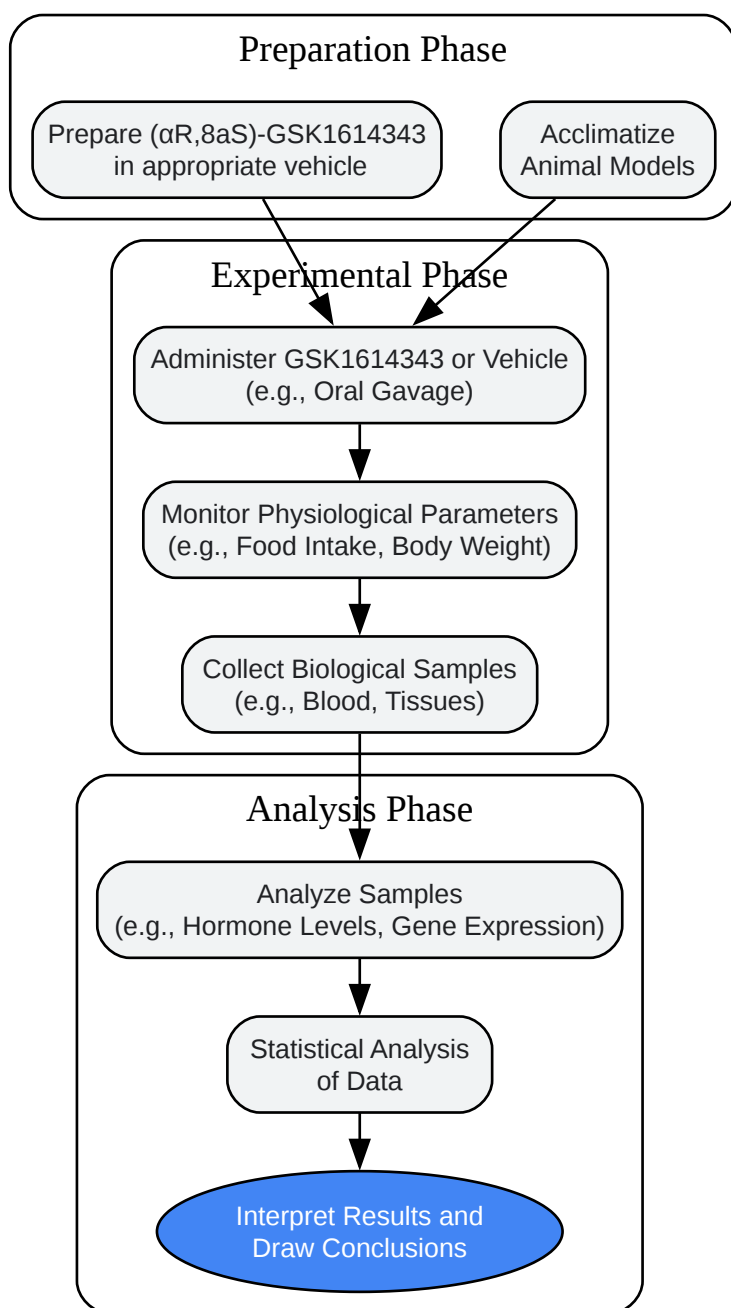 Preparation Phase
Prepare (αR,8aS)-GSK1614343
in appropriate vehicle
Acclimatize
Animal Models
Experimental Phase
Administer GSK1614343 or Vehicle
(e.g., Oral Gavage)
Monitor Physiological Parameters
(e.g., Food Intake, Body Weight)
Collect Biological Samples
(e.g., Blood, Tissues)
Analysis Phase
Analyze Samples
(e.g., Hormone Levels, Gene Expression)
Statistical Analysis
of Data
Interpret Results and
Draw Conclusions